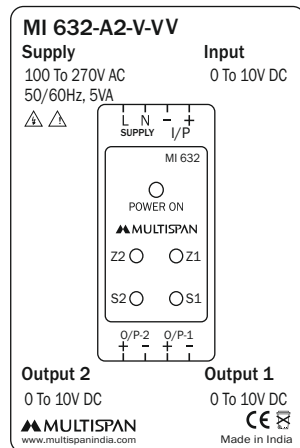 MI 632-A2-V-VV
Supply Input
100 To 270V AC 0 To 10V DC
50/60Hz, 5VA
L N - +
SUPPLY I/P
MI 632
POWER ON
MULTISPAN
Z2 Z1
S2 S1
O/P-2 O/P-1
+ - + -
Output 2 Output 1
0 To 10V DC 0 To 10V DC
MULTISPAN CE
www.multispanindia.com Made in India